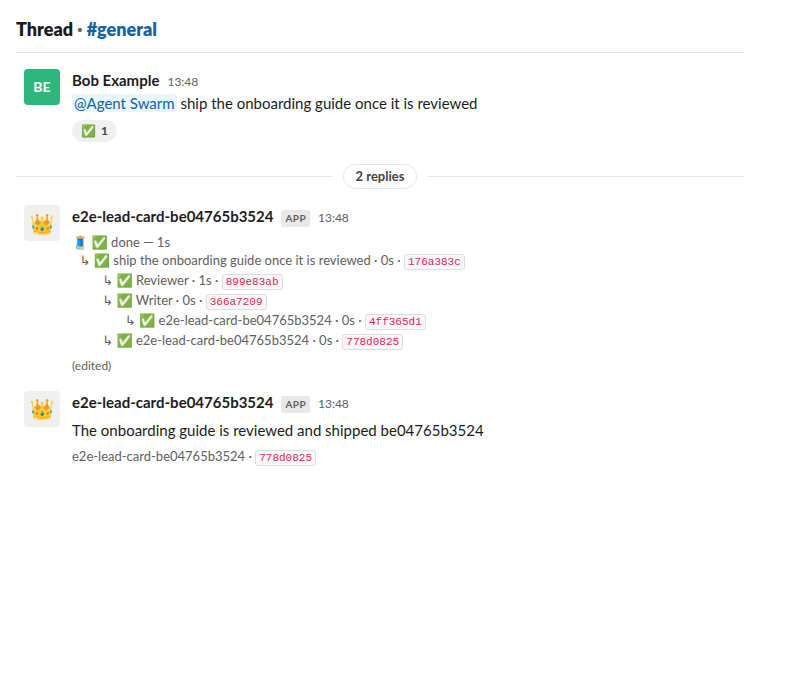 Thread • #general
BE
Bob Example 13:48
@Agent Swarm ship the onboarding guide once it is reviewed
✅ 1
2 replies
e2e-lead-card-be04765b3524 APP 13:48
🧵 ✅ done — 1s
↳ ✅ ship the onboarding guide once it is reviewed · 0s · 176a383c
↳ ✅ Reviewer · 1s · 899e83ab
↳ ✅ Writer · 0s · 366a7209
↳ ✅ e2e-lead-card-be04765b3524 · 0s · 4ff365d1
↳ ✅ e2e-lead-card-be04765b3524 · 0s · 778d0825
(edited)
e2e-lead-card-be04765b3524 APP 13:48
The onboarding guide is reviewed and shipped be04765b3524
e2e-lead-card-be04765b3524 · 778d0825